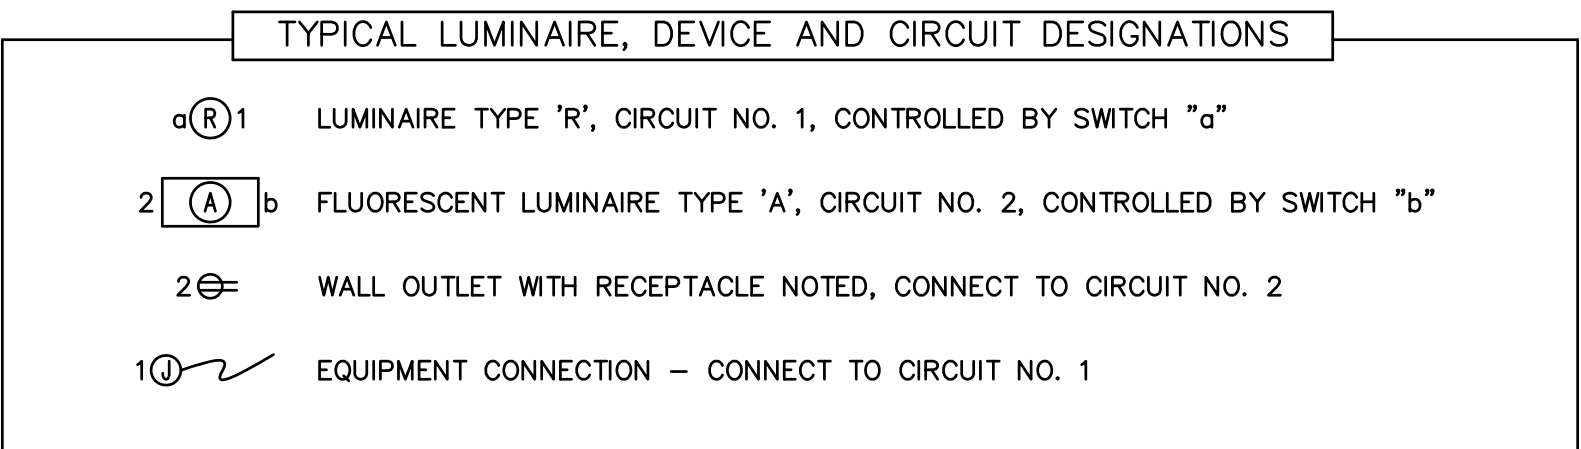 TYPICAL LUMINAIRE, DEVICE AND CIRCUIT DESIGNATIONS
a R 1 LUMINAIRE TYPE 'R', CIRCUIT NO. 1, CONTROLLED BY SWITCH "a"
2 A b FLUORESCENT LUMINAIRE TYPE 'A', CIRCUIT NO. 2, CONTROLLED BY SWITCH "b"
2 WALL OUTLET WITH RECEPTACLE NOTED, CONNECT TO CIRCUIT NO. 2
1 J EQUIPMENT CONNECTION – CONNECT TO CIRCUIT NO. 1